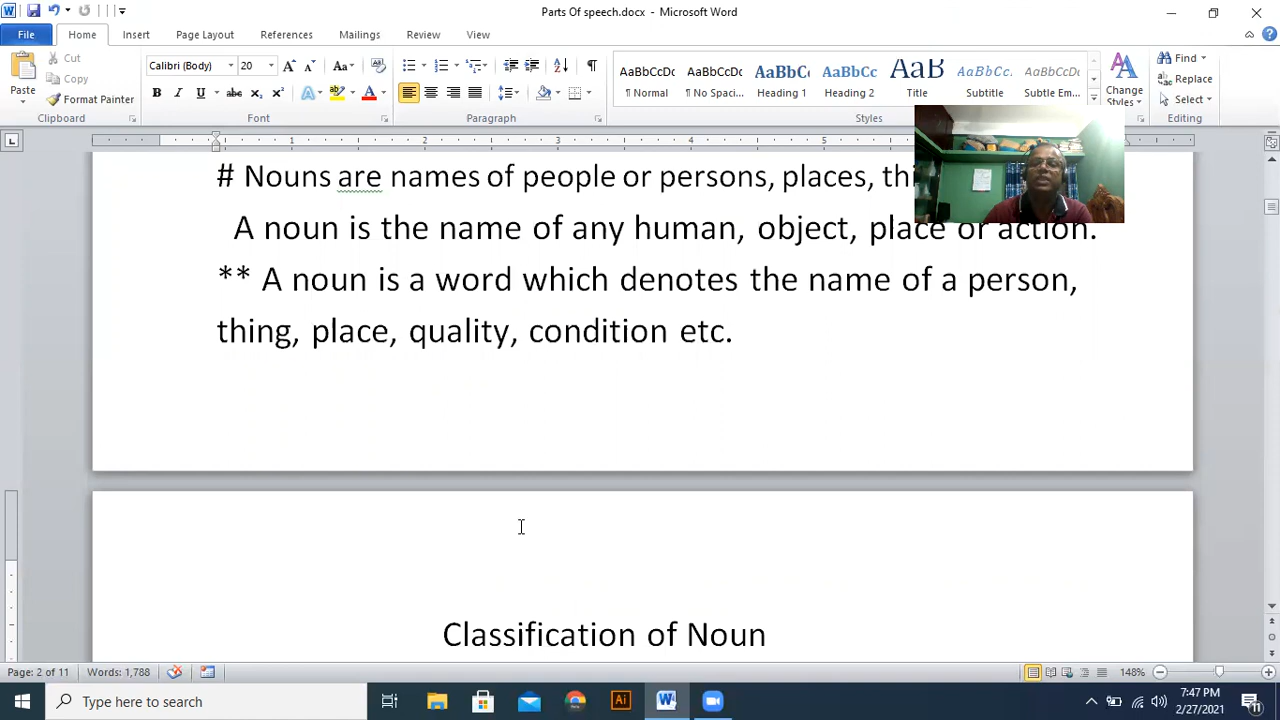 Parts Of speech.docx - Microsoft Word
File Home Insert Page Layout References Mailings Review View
Paste
Cut
Copy
Format Painter
Clipboard
Calibri (Body) 20
Font
Paragraph
AaBbCcDc AaBbCcDc AaBbCc AaBbCc AaB AaBbCc. AaBbCcDc
¶ Normal ¶ No Spaci... Heading 1 Heading 2 Title Subtitle Subtle Em...
Styles
Change Styles
Find
Replace
Select
Editing
1 2 3 4 5
# Nouns are names of people or persons, places,
A noun is the name of any human, object, place or action.
** A noun is a word which denotes the name of a person,
thing, place, quality, condition etc.
Classification of Noun
Page: 2 of 11 Words: 1,788 148%
Type here to search
7:47 PM
2/27/2021